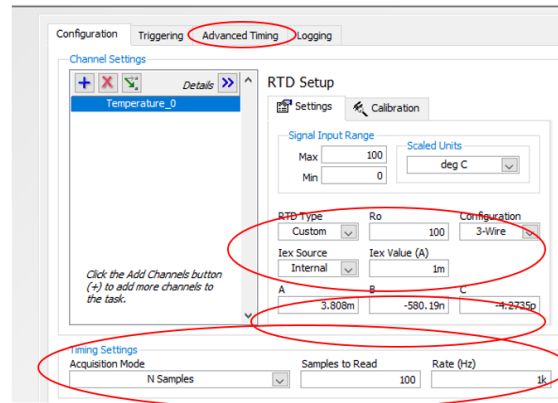 Configuration Triggering Advanced Timing Logging
Channel Settings
Details
Temperature_0
Click the Add Channels button
(+) to add more channels to
the task.
RTD Setup
Settings Calibration
Signal Input Range
Max 100
Min 0
Scaled Units
deg C
RTD Type Ro Configuration
Custom 100 3-Wire
Iex Source Iex Value (A)
Internal 1m
A B C
3.808m -580.19n -4.2735p
Timing Settings
Acquisition Mode Samples to Read Rate (Hz)
N Samples 100 1k